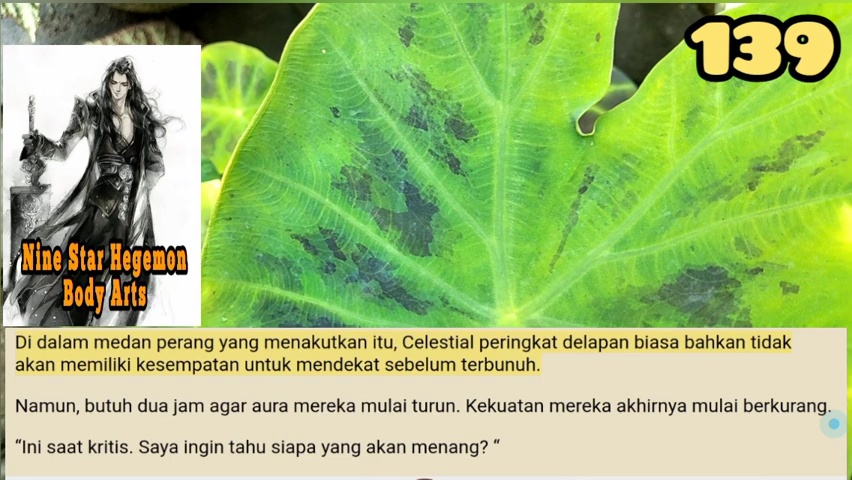 139
Nine Star Hegemon
Body Arts
Di dalam medan perang yang menakutkan itu, Celestial peringkat delapan biasa bahkan tidak
akan memiliki kesempatan untuk mendekat sebelum terbunuh.
Namun, butuh dua jam agar aura mereka mulai turun. Kekuatan mereka akhirnya mulai berkurang.
“Ini saat kritis. Saya ingin tahu siapa yang akan menang? “